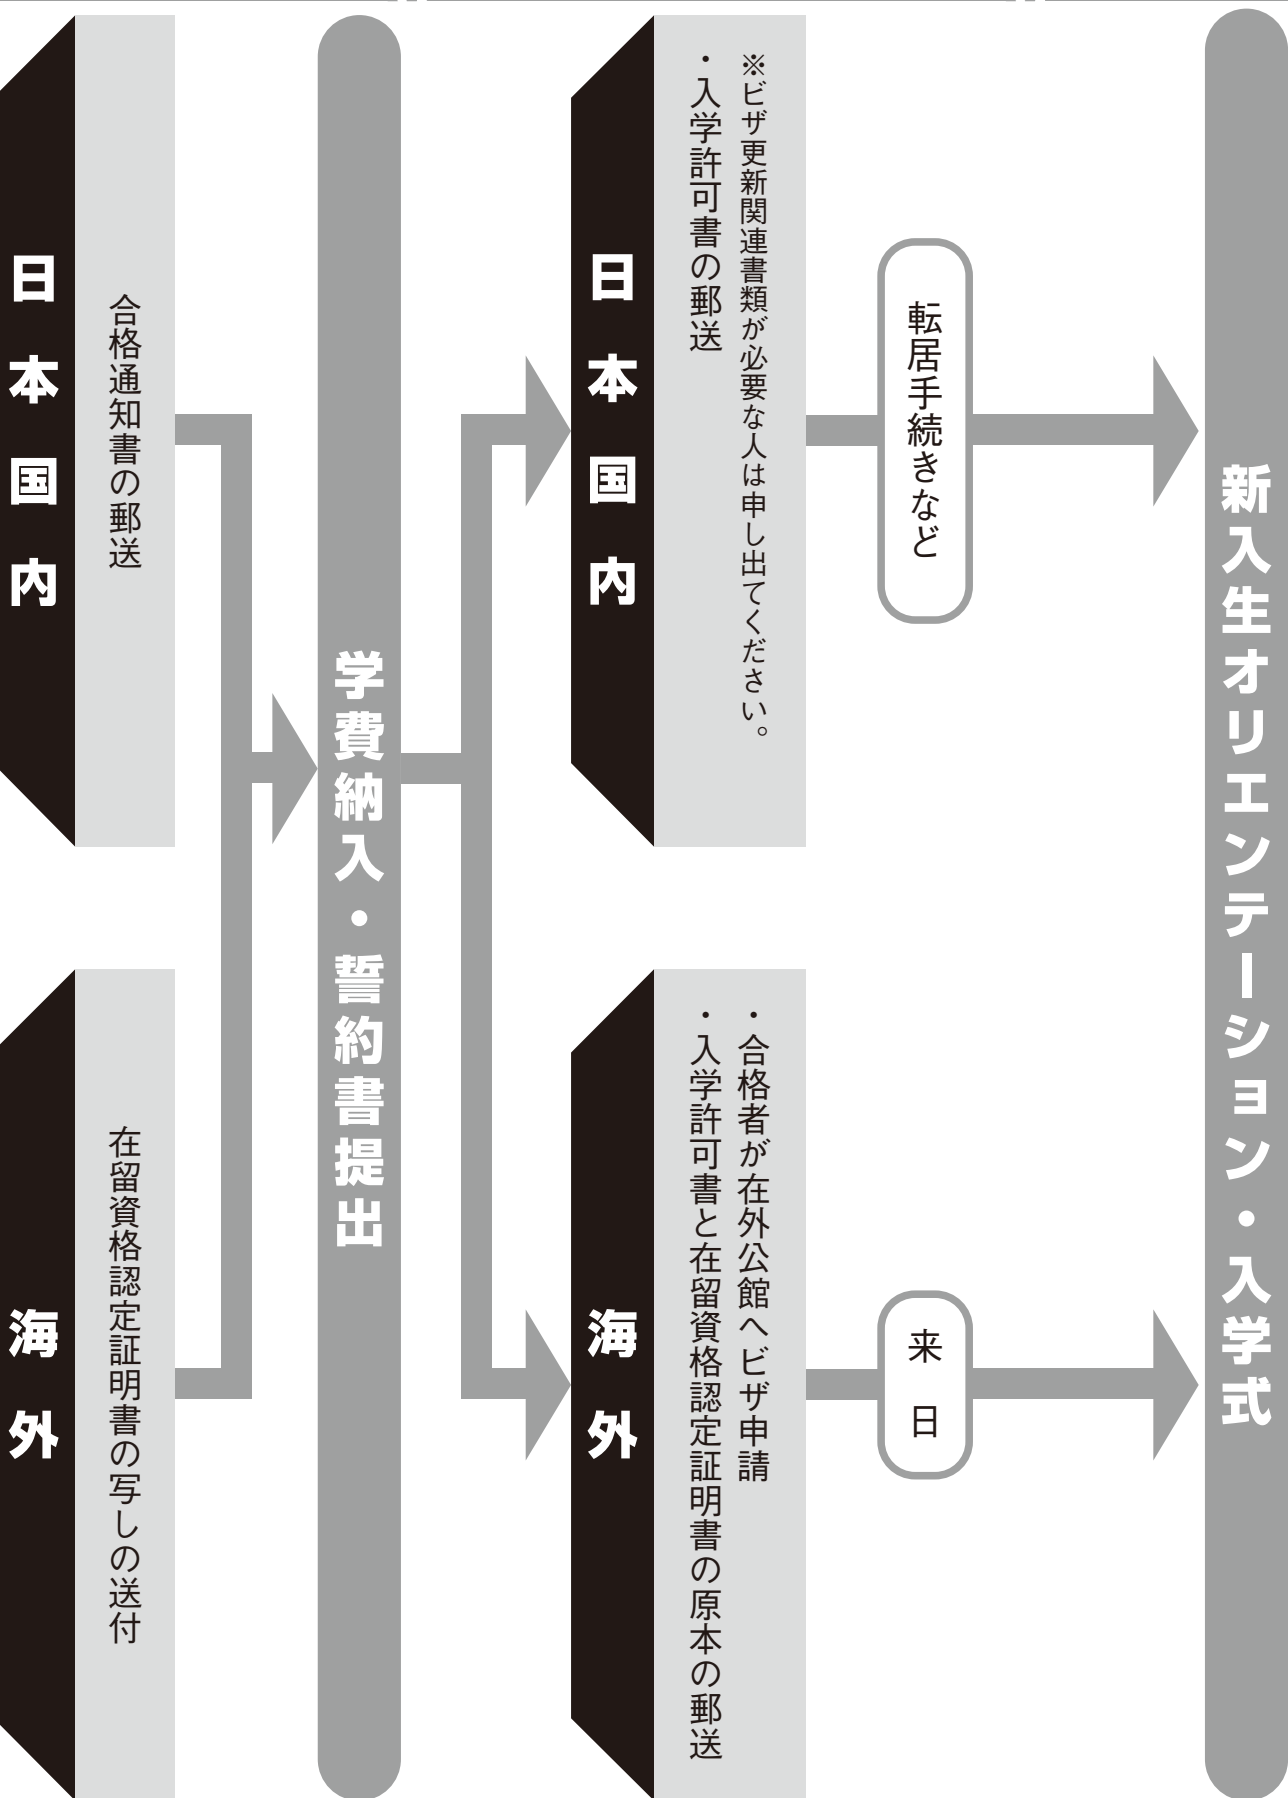 日本国内
合格通知書の郵送
海外
在留資格認定証明書の写しの送付
学費納入・誓約書提出
日本国内
・入学許可書の郵送
※ビザ更新関連書類が必要な人は申し出てください。
転居手続きなど
海外
・入学許可書と在留資格認定証明書の原本の郵送
・合格者が在外公館へビザ申請
来日
新入生オリエンテーション・入学式